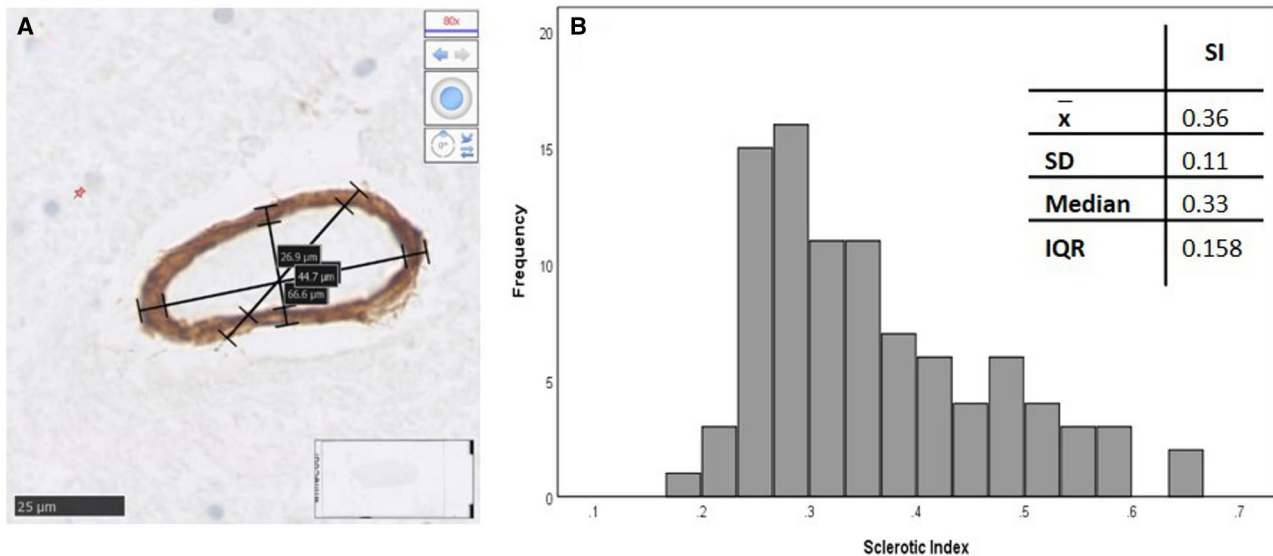 A
80x
0°
26.9 µm
44.7 µm
66.6 µm
25 µm
B
20
15
10
5
0
Frequency
.1 .2 .3 .4 .5 .6 .7
Sclerotic Index
SI
x̄ 0.36
SD 0.11
Median 0.33
IQR 0.158